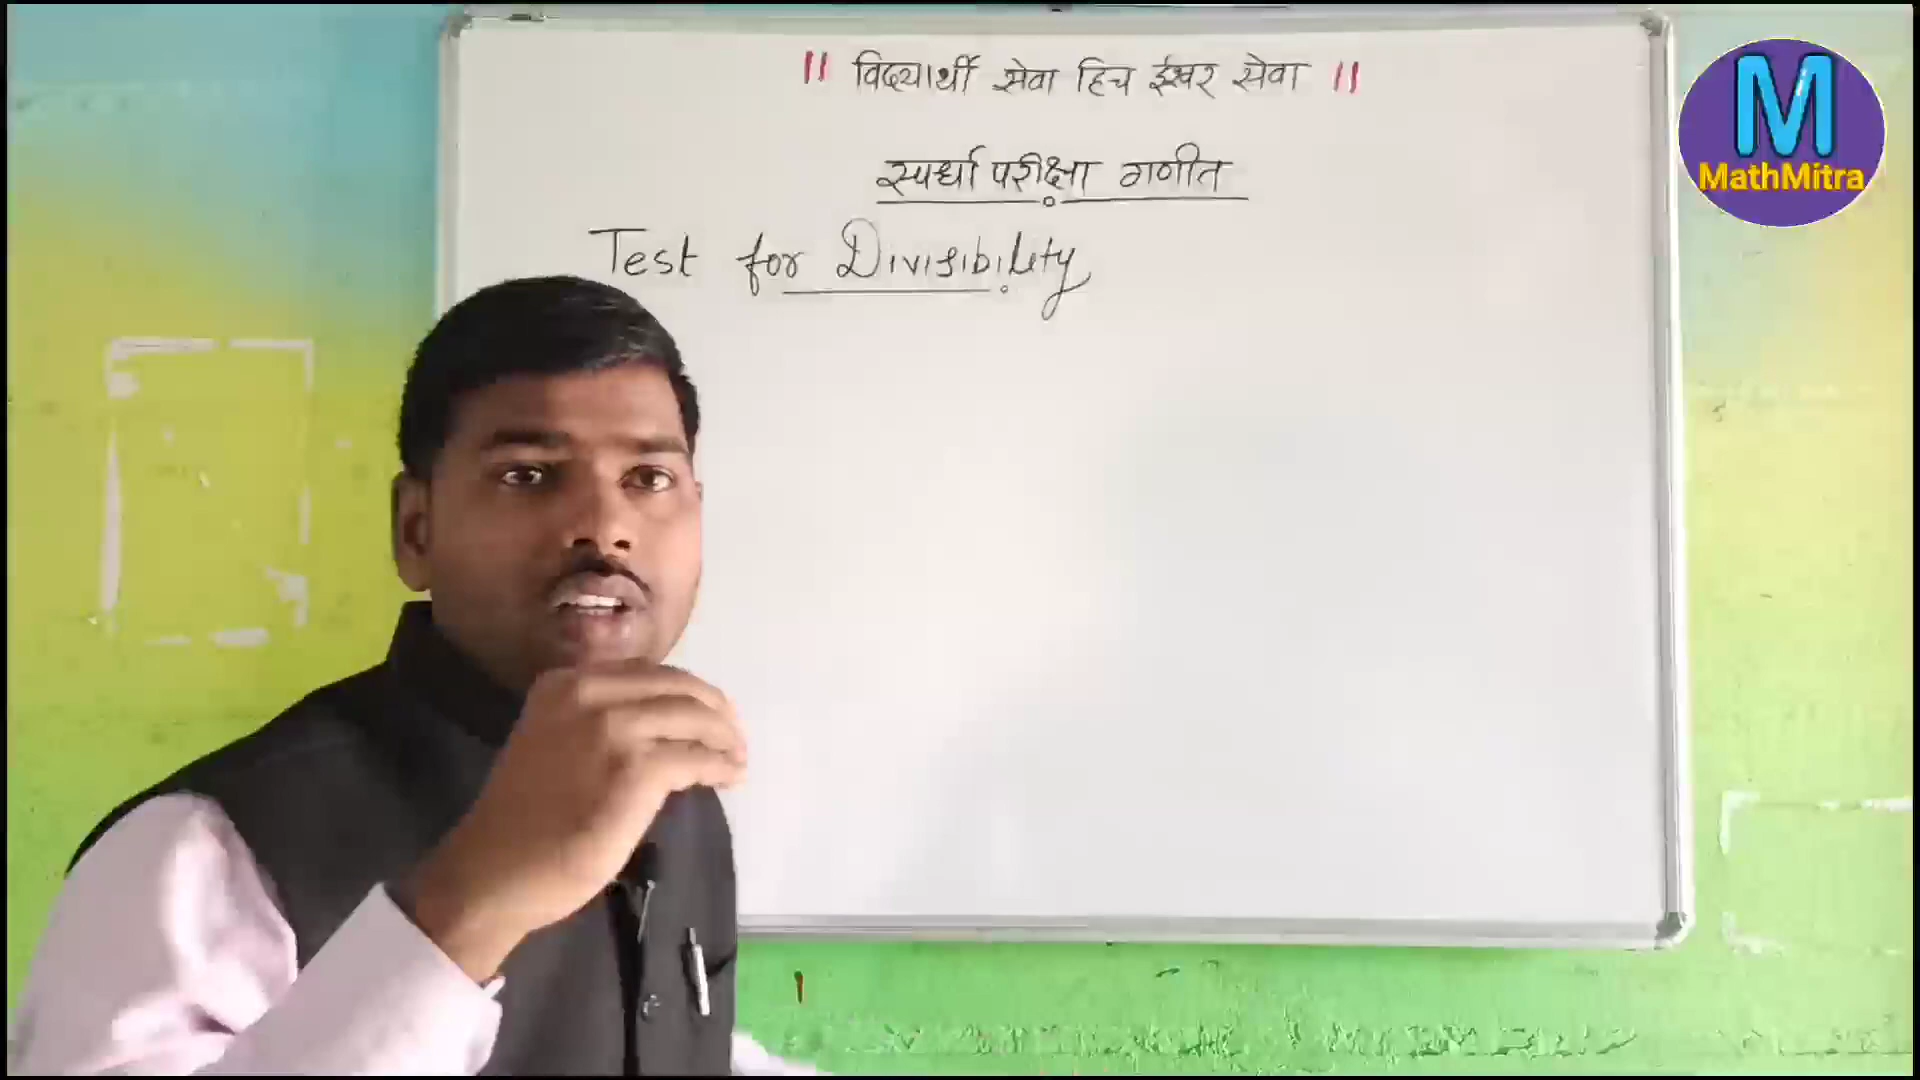 ॥ विद्यार्थी सेवा हिच ईश्वर सेवा ॥
स्पर्धा परीक्षा गणीत
Test for Divisibility
M
MathMitra